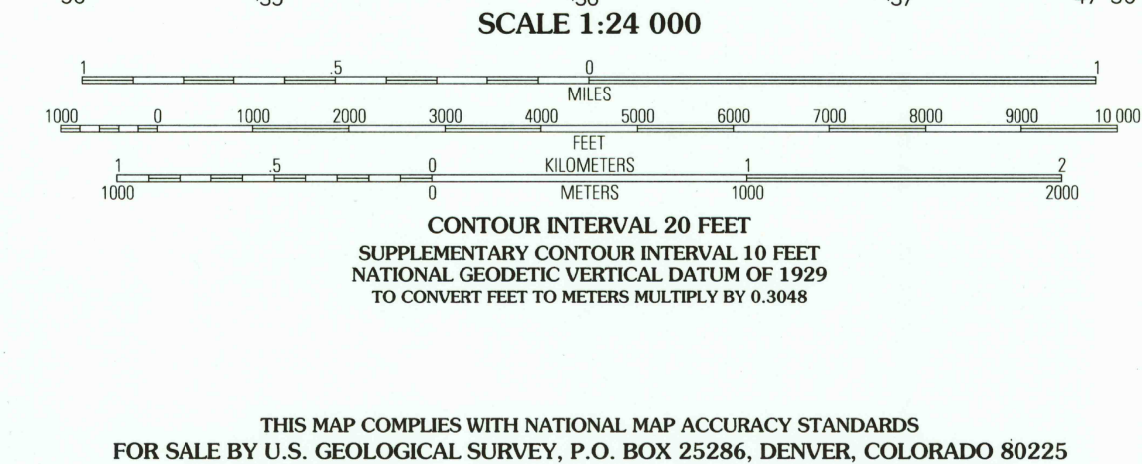 SCALE 1:24 000
1 .5 0 1
MILES
1000 0 1000 2000 3000 4000 5000 6000 7000 8000 9000 10 000
FEET
1 .5 0 KILOMETERS 1 2
1000 0 METERS 1000 2000
CONTOUR INTERVAL 20 FEET
SUPPLEMENTARY CONTOUR INTERVAL 10 FEET
NATIONAL GEODETIC VERTICAL DATUM OF 1929
TO CONVERT FEET TO METERS MULTIPLY BY 0.3048
THIS MAP COMPLIES WITH NATIONAL MAP ACCURACY STANDARDS
FOR SALE BY U.S. GEOLOGICAL SURVEY, P.O. BOX 25286, DENVER, COLORADO 80225